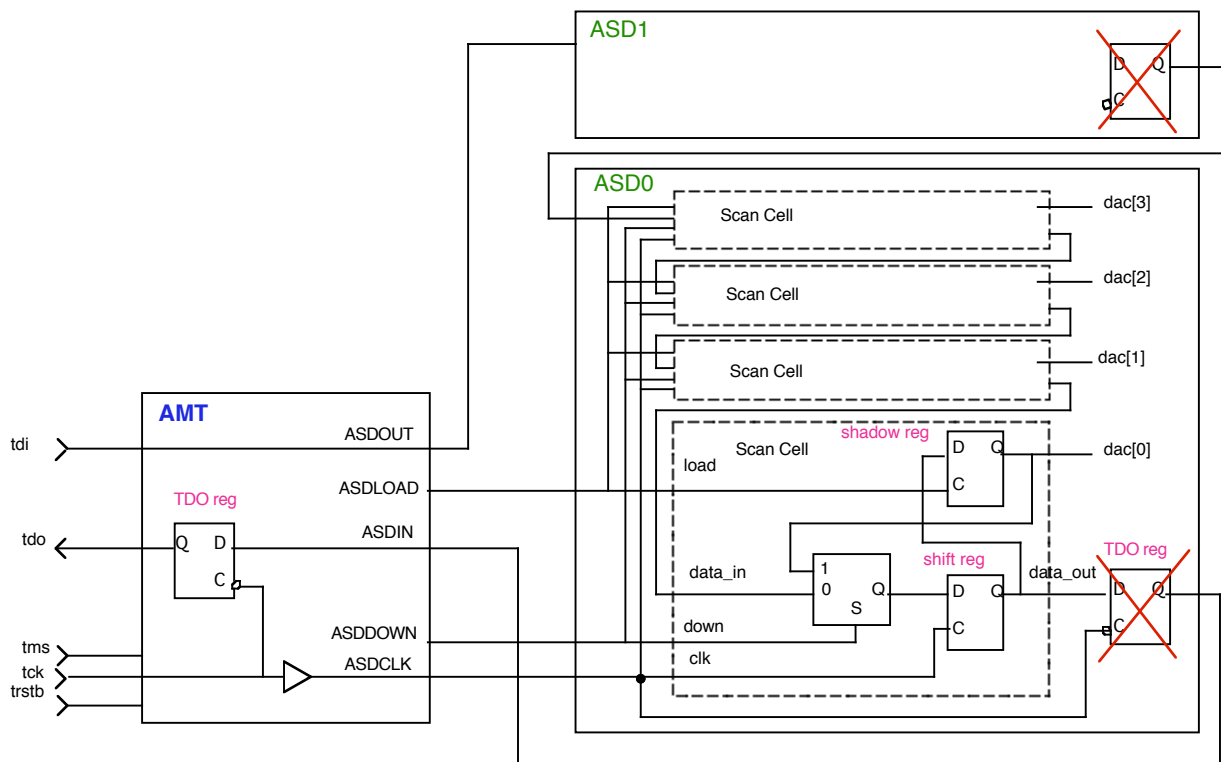 ASD1
D Q
C
ASD0
Scan Cell
dac[3]
Scan Cell
dac[2]
Scan Cell
dac[1]
AMT
tdi
ASDOUT
shadow reg
Scan Cell
D Q
dac[0]
load
C
ASDLOAD
TDO reg
ASDIN
tdo
Q D
C
TDO reg
shift reg
data_in
1
0
Q
S
D Q
C
data_out
D Q
C
down
ASDDOWN
tms
clk
ASDCLK
tck
trstb